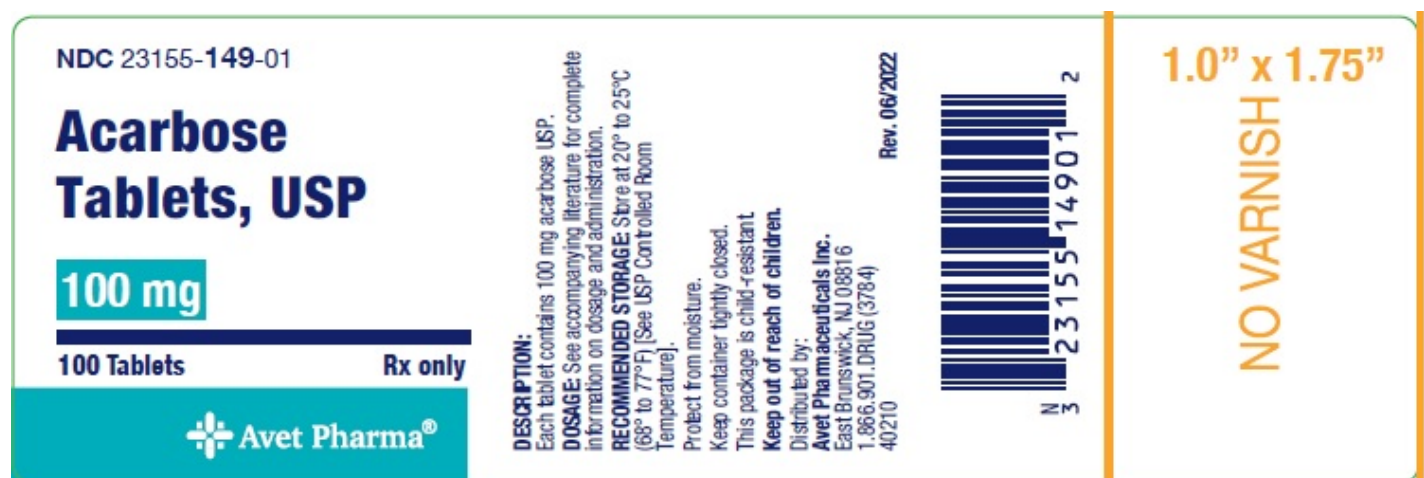 NDC 23155-149-01
Acarbose
Tablets, USP
100 mg
100 Tablets Rx only
Avet Pharma®
DESCRIPTION:
Each tablet contains 100 mg acarbose USP.
DOSAGE: See accompanying literature for complete
information on dosage and administration.
RECOMMENDED STORAGE: Store at 20° to 25°C
(68° to 77°F) [See USP Controlled Room
Temperature].
Protect from moisture.
Keep container tightly closed.
This package is child-resistant.
Keep out of reach of children.
Distributed by:
Avet Pharmaceuticals Inc.
East Brunswick, NJ 08816
1.866.901.DRUG (3784)
40210 Rev. 06/2022
N
3 23155 14901 2
1.0” x 1.75”
NO VARNISH